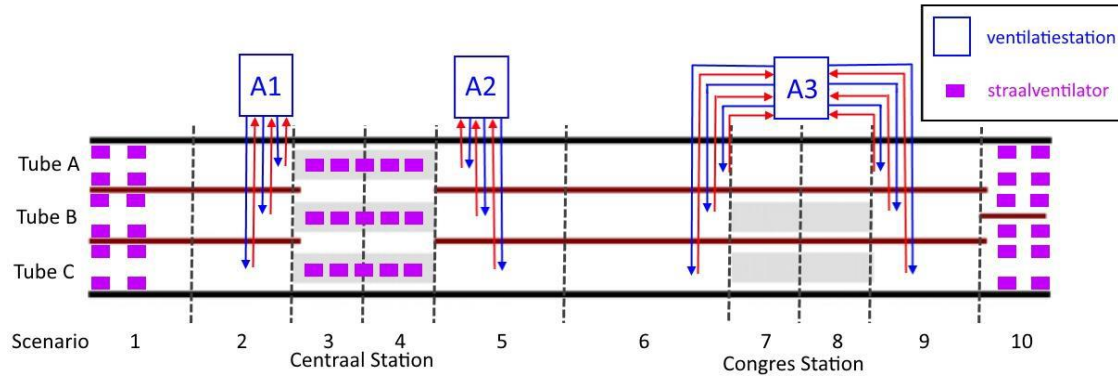 ventilatiestation
straalventilator
A1
A2
A3
Tube A
Tube B
Tube C
Scenario 1 2 3 4 5 6 7 8 9 10
Centraal Station Congres Station